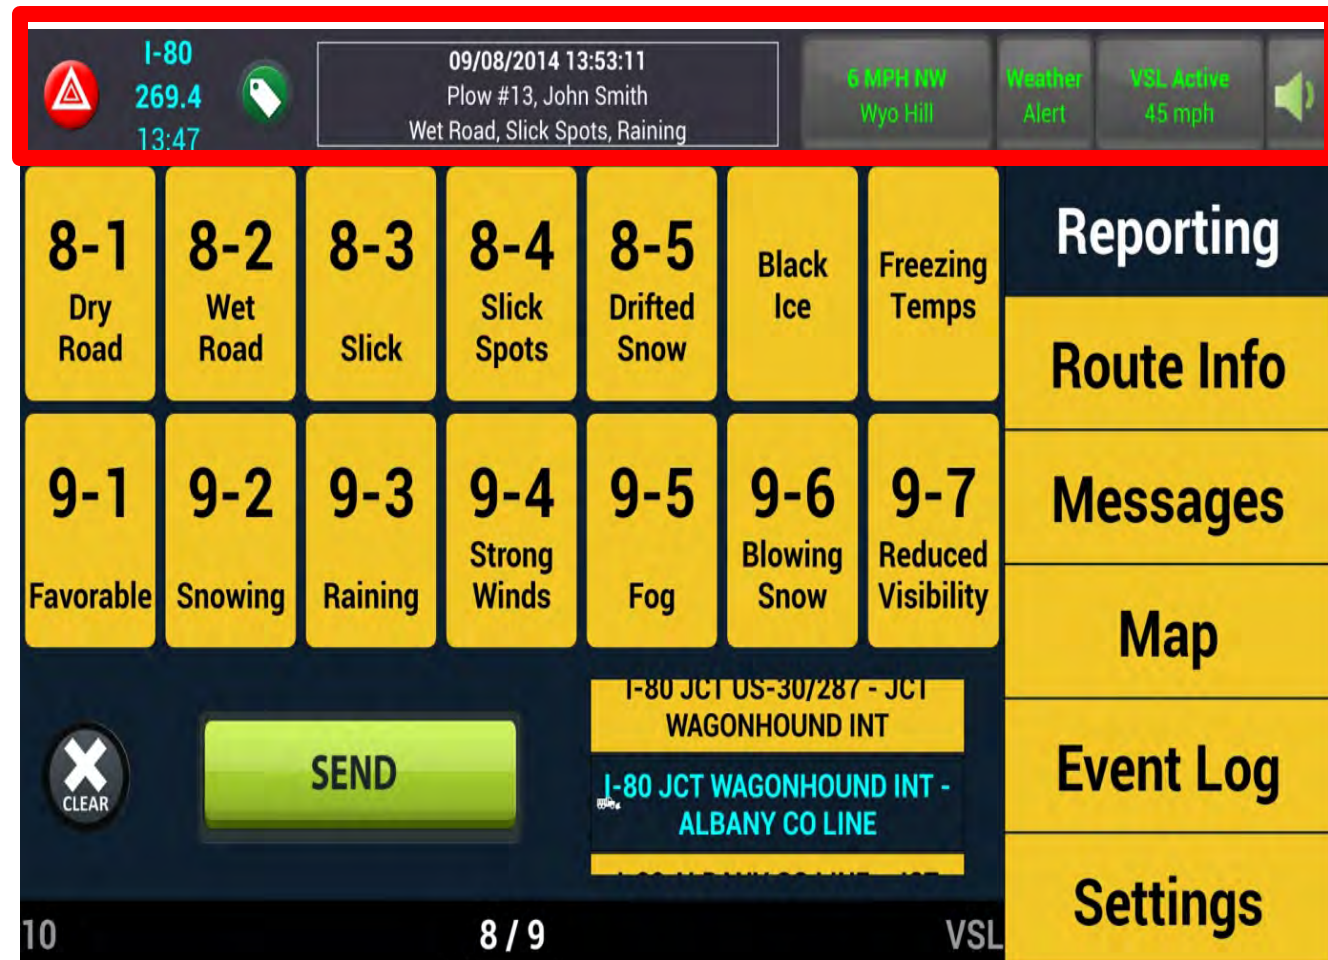 I-80
269.4
13:47
09/08/2014 13:53:11
Plow #13, John Smith
Wet Road, Slick Spots, Raining
6 MPH NW
Wyo Hill
Weather
Alert
VSL Active
45 mph
8-1
Dry
Road
8-2
Wet
Road
8-3
Slick
8-4
Slick
Spots
8-5
Drifted
Snow
Black
Ice
Freezing
Temps
9-1
Favorable
9-2
Snowing
9-3
Raining
9-4
Strong
Winds
9-5
Fog
9-6
Blowing
Snow
9-7
Reduced
Visibility
CLEAR
SEND
I-80 JCT US-30/287 - JCT
WAGONHOUND INT
I-80 JCT WAGONHOUND INT -
ALBANY CO LINE
10
8 / 9
VSL
Reporting
Route Info
Messages
Map
Event Log
Settings